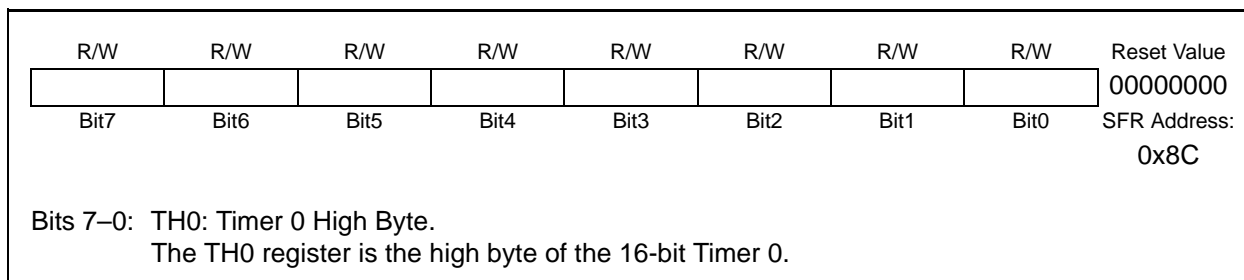 R/W R/W R/W R/W R/W R/W R/W R/W Reset Value
00000000
Bit7 Bit6 Bit5 Bit4 Bit3 Bit2 Bit1 Bit0 SFR Address:
0x8C
Bits 7–0: TH0: Timer 0 High Byte.
The TH0 register is the high byte of the 16-bit Timer 0.